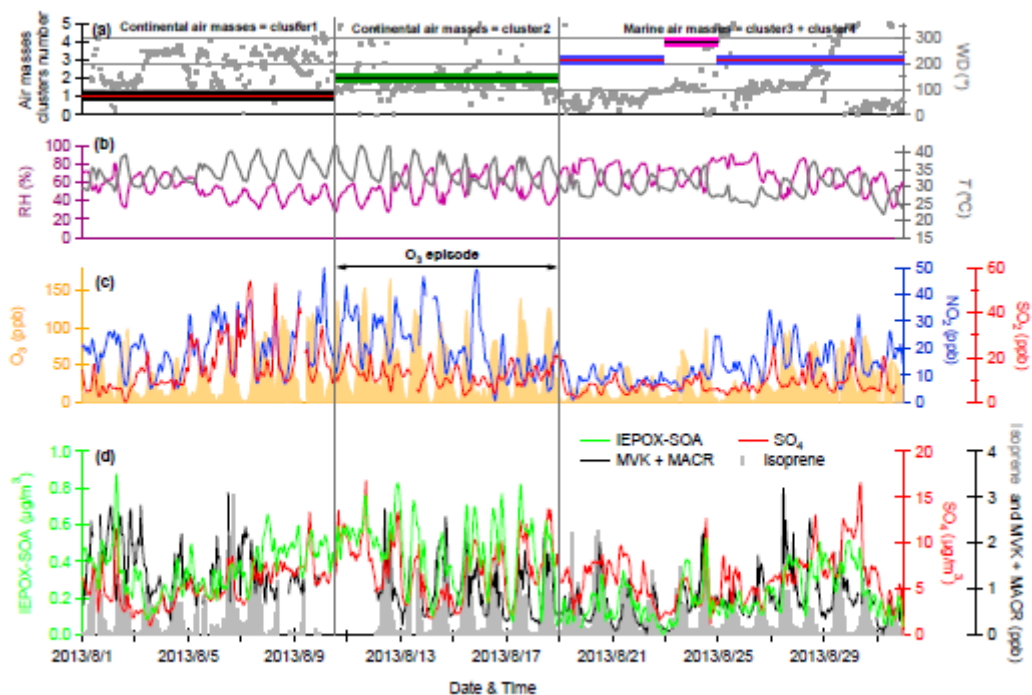 Continental air masses = cluster1
Continental air masses = cluster2
Marine air masses = cluster3 + cluster4
(a)
Air masses
clusters number
5
4
3
2
1
0
300
200
100
0
WD (°)
(b)
RH (%)
100
80
60
40
20
0
40
35
30
25
20
15
T (°C)
O3 episode
(c)
O3 (ppb)
150
100
50
0
50
40
30
20
10
0
NO2 (ppb)
60
40
20
0
SO2 (ppb)
(d)
IEPOX-SOA
SO4
MVK + MACR
Isoprene
IEPOX-SOA (µg/m3)
1.0
0.8
0.6
0.4
0.2
0.0
20
15
10
5
0
SO4 (µg/m3)
4
3
2
1
0
Isoprene and MVK + MACR (ppb)
2013/8/1
2013/8/5
2013/8/9
2013/8/13
2013/8/17
2013/8/21
2013/8/25
2013/8/29
Date & Time